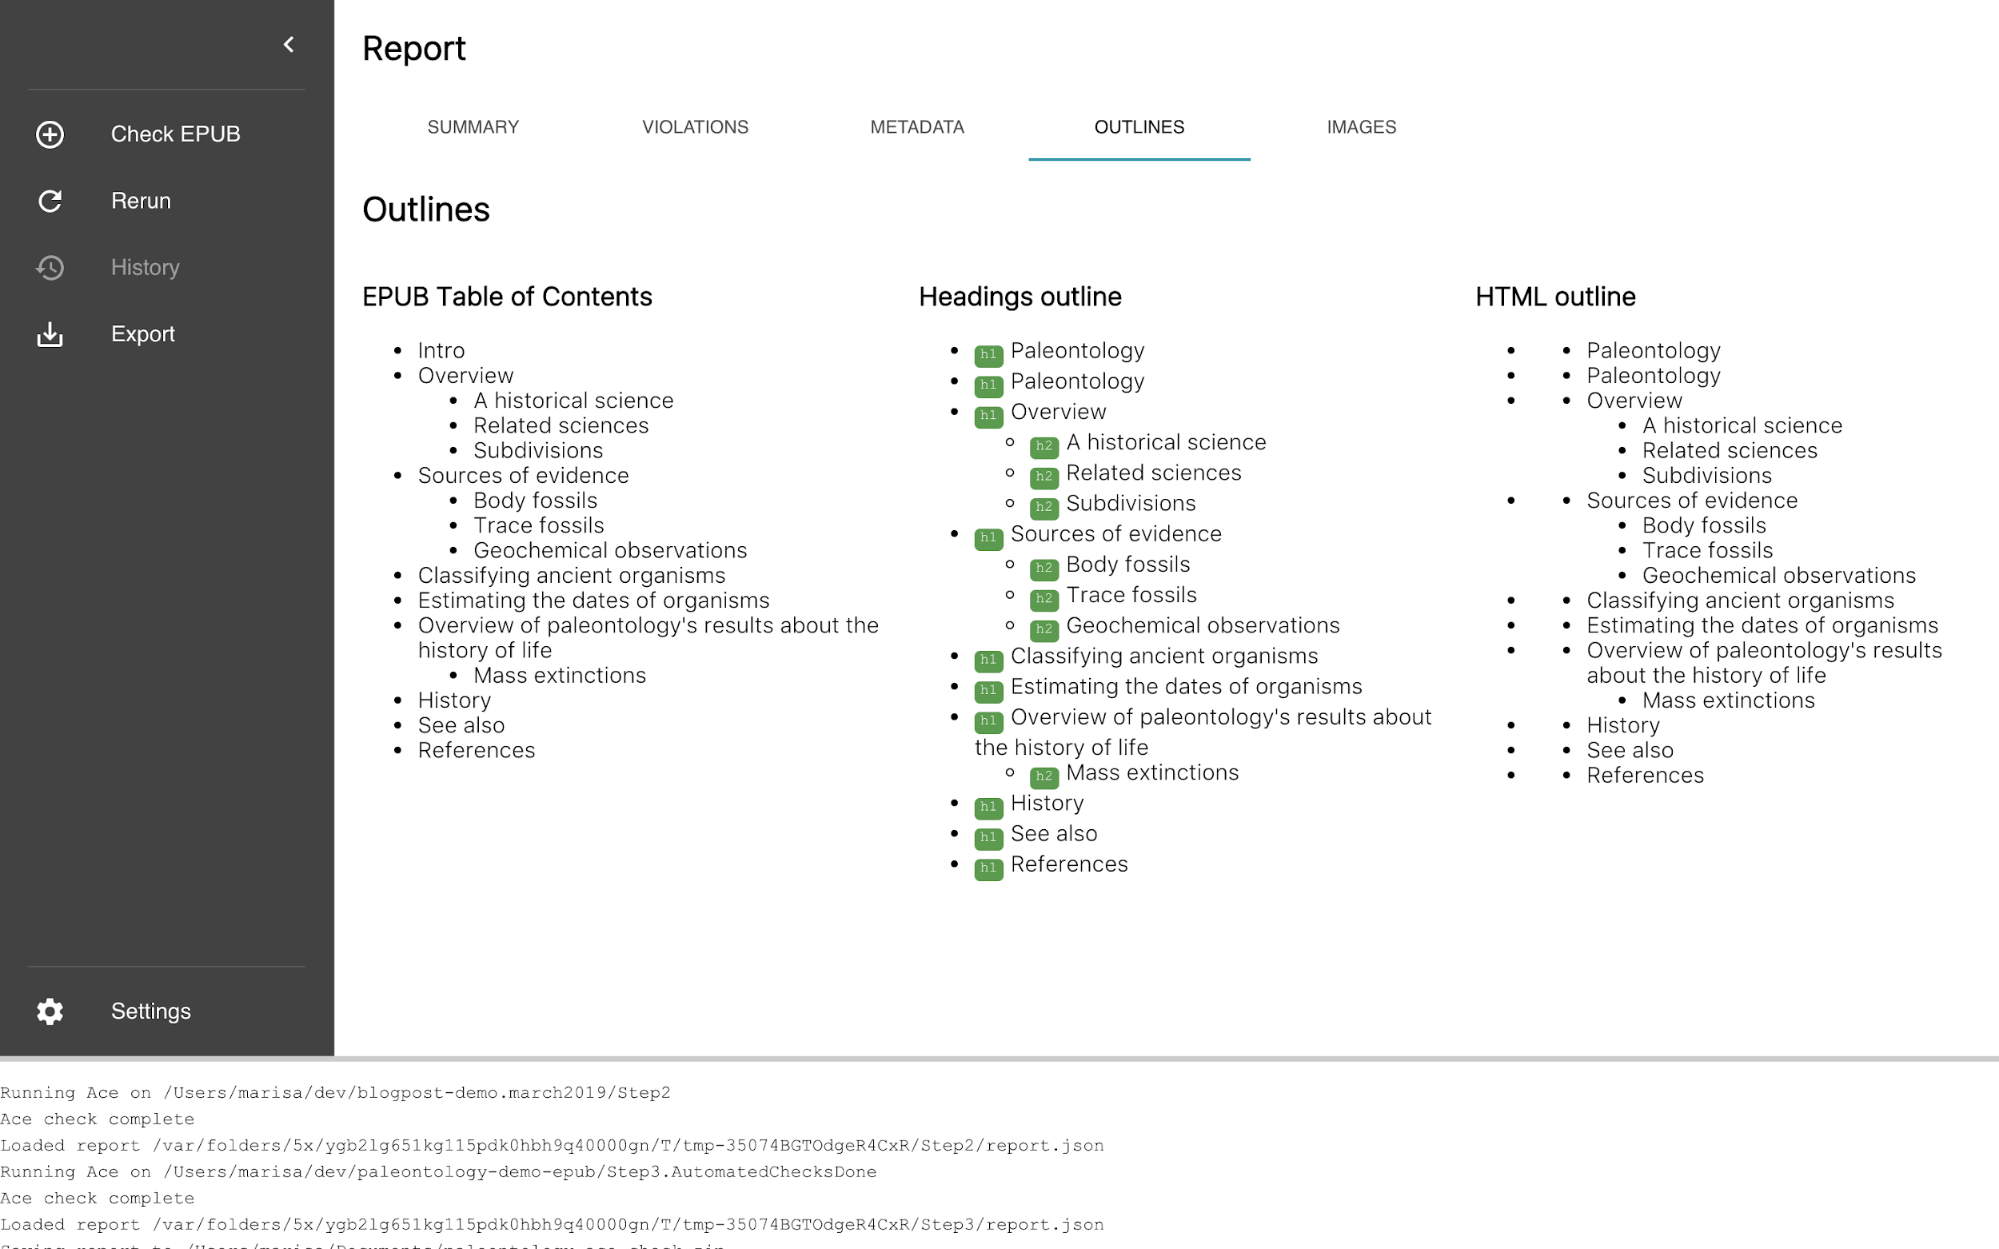 Check EPUB
Rerun
History
Export
Settings
Report
SUMMARY
VIOLATIONS
METADATA
OUTLINES
IMAGES
Outlines
EPUB Table of Contents
Intro
Overview
A historical science
Related sciences
Subdivisions
Sources of evidence
Body fossils
Trace fossils
Geochemical observations
Classifying ancient organisms
Estimating the dates of organisms
Overview of paleontology's results about the
history of life
Mass extinctions
History
See also
References
Headings outline
h1 Paleontology
h1 Paleontology
h1 Overview
h2 A historical science
h2 Related sciences
h2 Subdivisions
h1 Sources of evidence
h2 Body fossils
h2 Trace fossils
h2 Geochemical observations
h1 Classifying ancient organisms
h1 Estimating the dates of organisms
h1 Overview of paleontology's results about
the history of life
h2 Mass extinctions
h1 History
h1 See also
h1 References
HTML outline
Paleontology
Paleontology
Overview
A historical science
Related sciences
Subdivisions
Sources of evidence
Body fossils
Trace fossils
Geochemical observations
Classifying ancient organisms
Estimating the dates of organisms
Overview of paleontology's results
about the history of life
Mass extinctions
History
See also
References
Running Ace on /Users/marisa/dev/blogpost-demo.march2019/Step2
Ace check complete
Loaded report /var/folders/5x/ygb2lg651kg115pdk0hbh9q40000gn/T/tmp-35074BGTOdgeR4CxR/Step2/report.json
Running Ace on /Users/marisa/dev/paleontology-demo-epub/Step3.AutomatedChecksDone
Ace check complete
Loaded report /var/folders/5x/ygb2lg651kg115pdk0hbh9q40000gn/T/tmp-35074BGTOdgeR4CxR/Step3/report.json
Saving report to /Users/marisa/Documents/paleontology